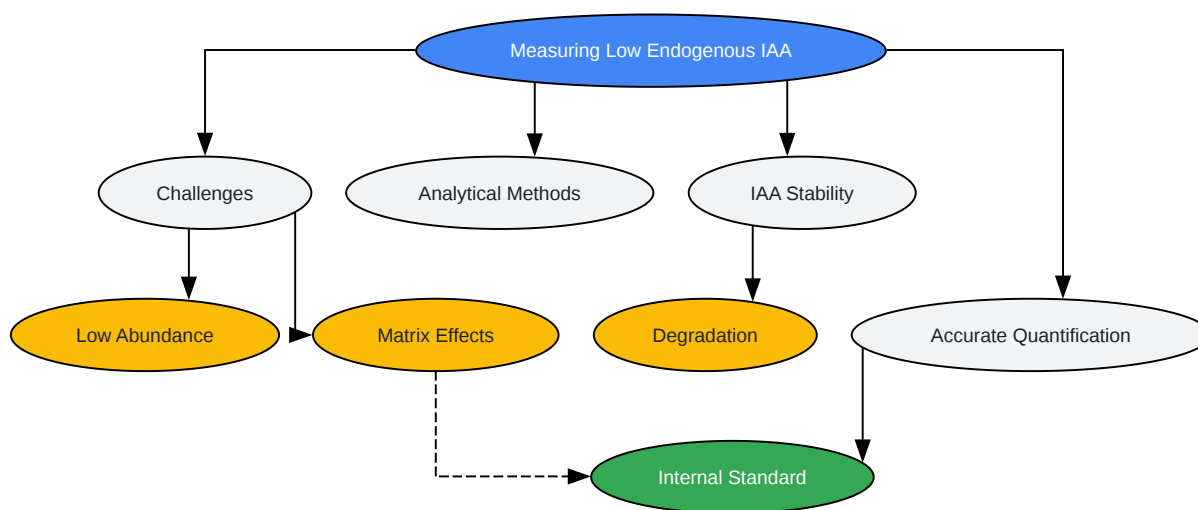 Measuring Low Endogenous IAA
Challenges
Analytical Methods
IAA Stability
Low Abundance
Matrix Effects
Degradation
Accurate Quantification
Internal Standard